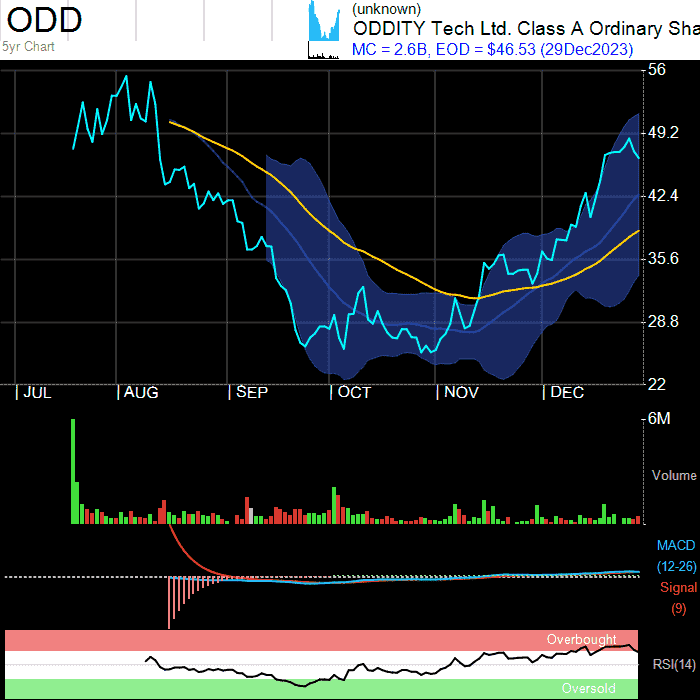 ODD
5yr Chart
(unknown)
ODDITY Tech Ltd. Class A Ordinary Sha
MC = 2.6B, EOD = $46.53 (29Dec2023)
56
49.2
42.4
35.6
28.8
22
JUL AUG SEP OCT NOV DEC
6M
Volume
MACD
(12-26)
Signal
(9)
Overbought
RSI(14)
Oversold